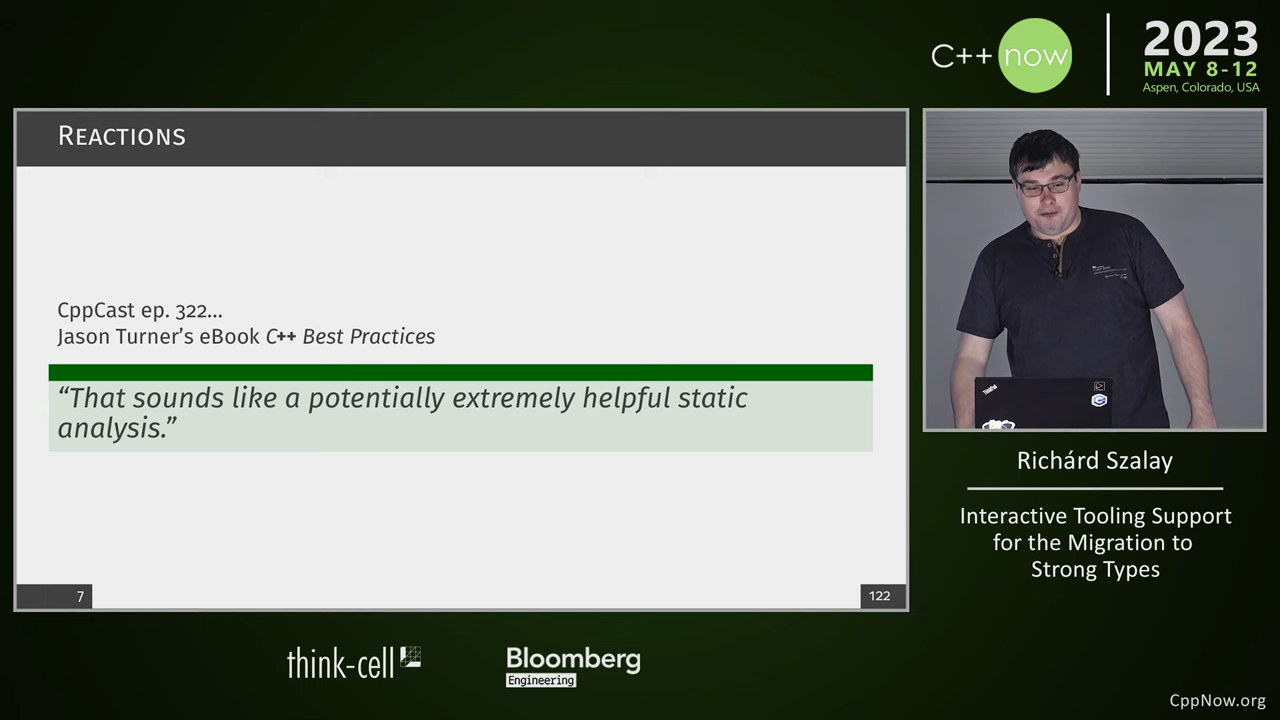 C++ now
2023
MAY 8-12
Aspen, Colorado, USA
REACTIONS
CppCast ep. 322...
Jason Turner's eBook C++ Best Practices
“That sounds like a potentially extremely helpful static
analysis.”
7
122
ThinkPad
Richárd Szalay
Interactive Tooling Support
for the Migration to
Strong Types
think-cell
Bloomberg
Engineering
CppNow.org